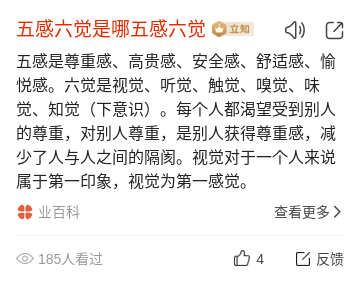 五感六觉是哪五感六觉 立知
五感是尊重感、高贵感、安全感、舒适感、愉
悦感。六觉是视觉、听觉、触觉、嗅觉、味
觉、知觉（下意识）。每个人都渴望受到别人
的尊重，对别人尊重，是别人获得尊重感，减
少了人与人之间的隔阂。视觉对于一个人来说
属于第一印象，视觉为第一感觉。
业百科 查看更多
185人看过 4 反馈